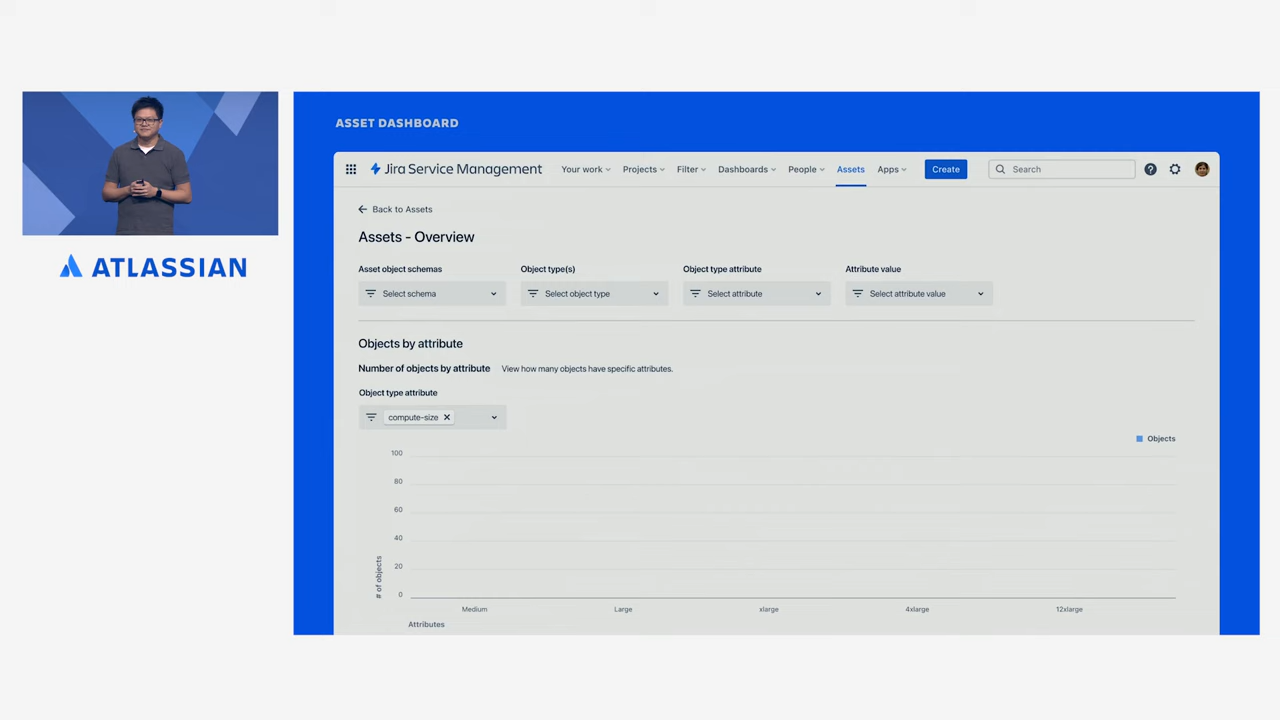 ATLASSIAN
ASSET DASHBOARD
Jira Service Management Your work Projects Filter Dashboards People Assets Apps Create Search
Back to Assets
Assets - Overview
Asset object schemas Object type(s) Object type attribute Attribute value
Select schema Select object type Select attribute Select attribute value
Objects by attribute
Number of objects by attribute View how many objects have specific attributes.
Object type attribute
compute-size
Objects
100
80
60
40
20
0
# of objects
Medium Large xlarge 4xlarge 12xlarge
Attributes